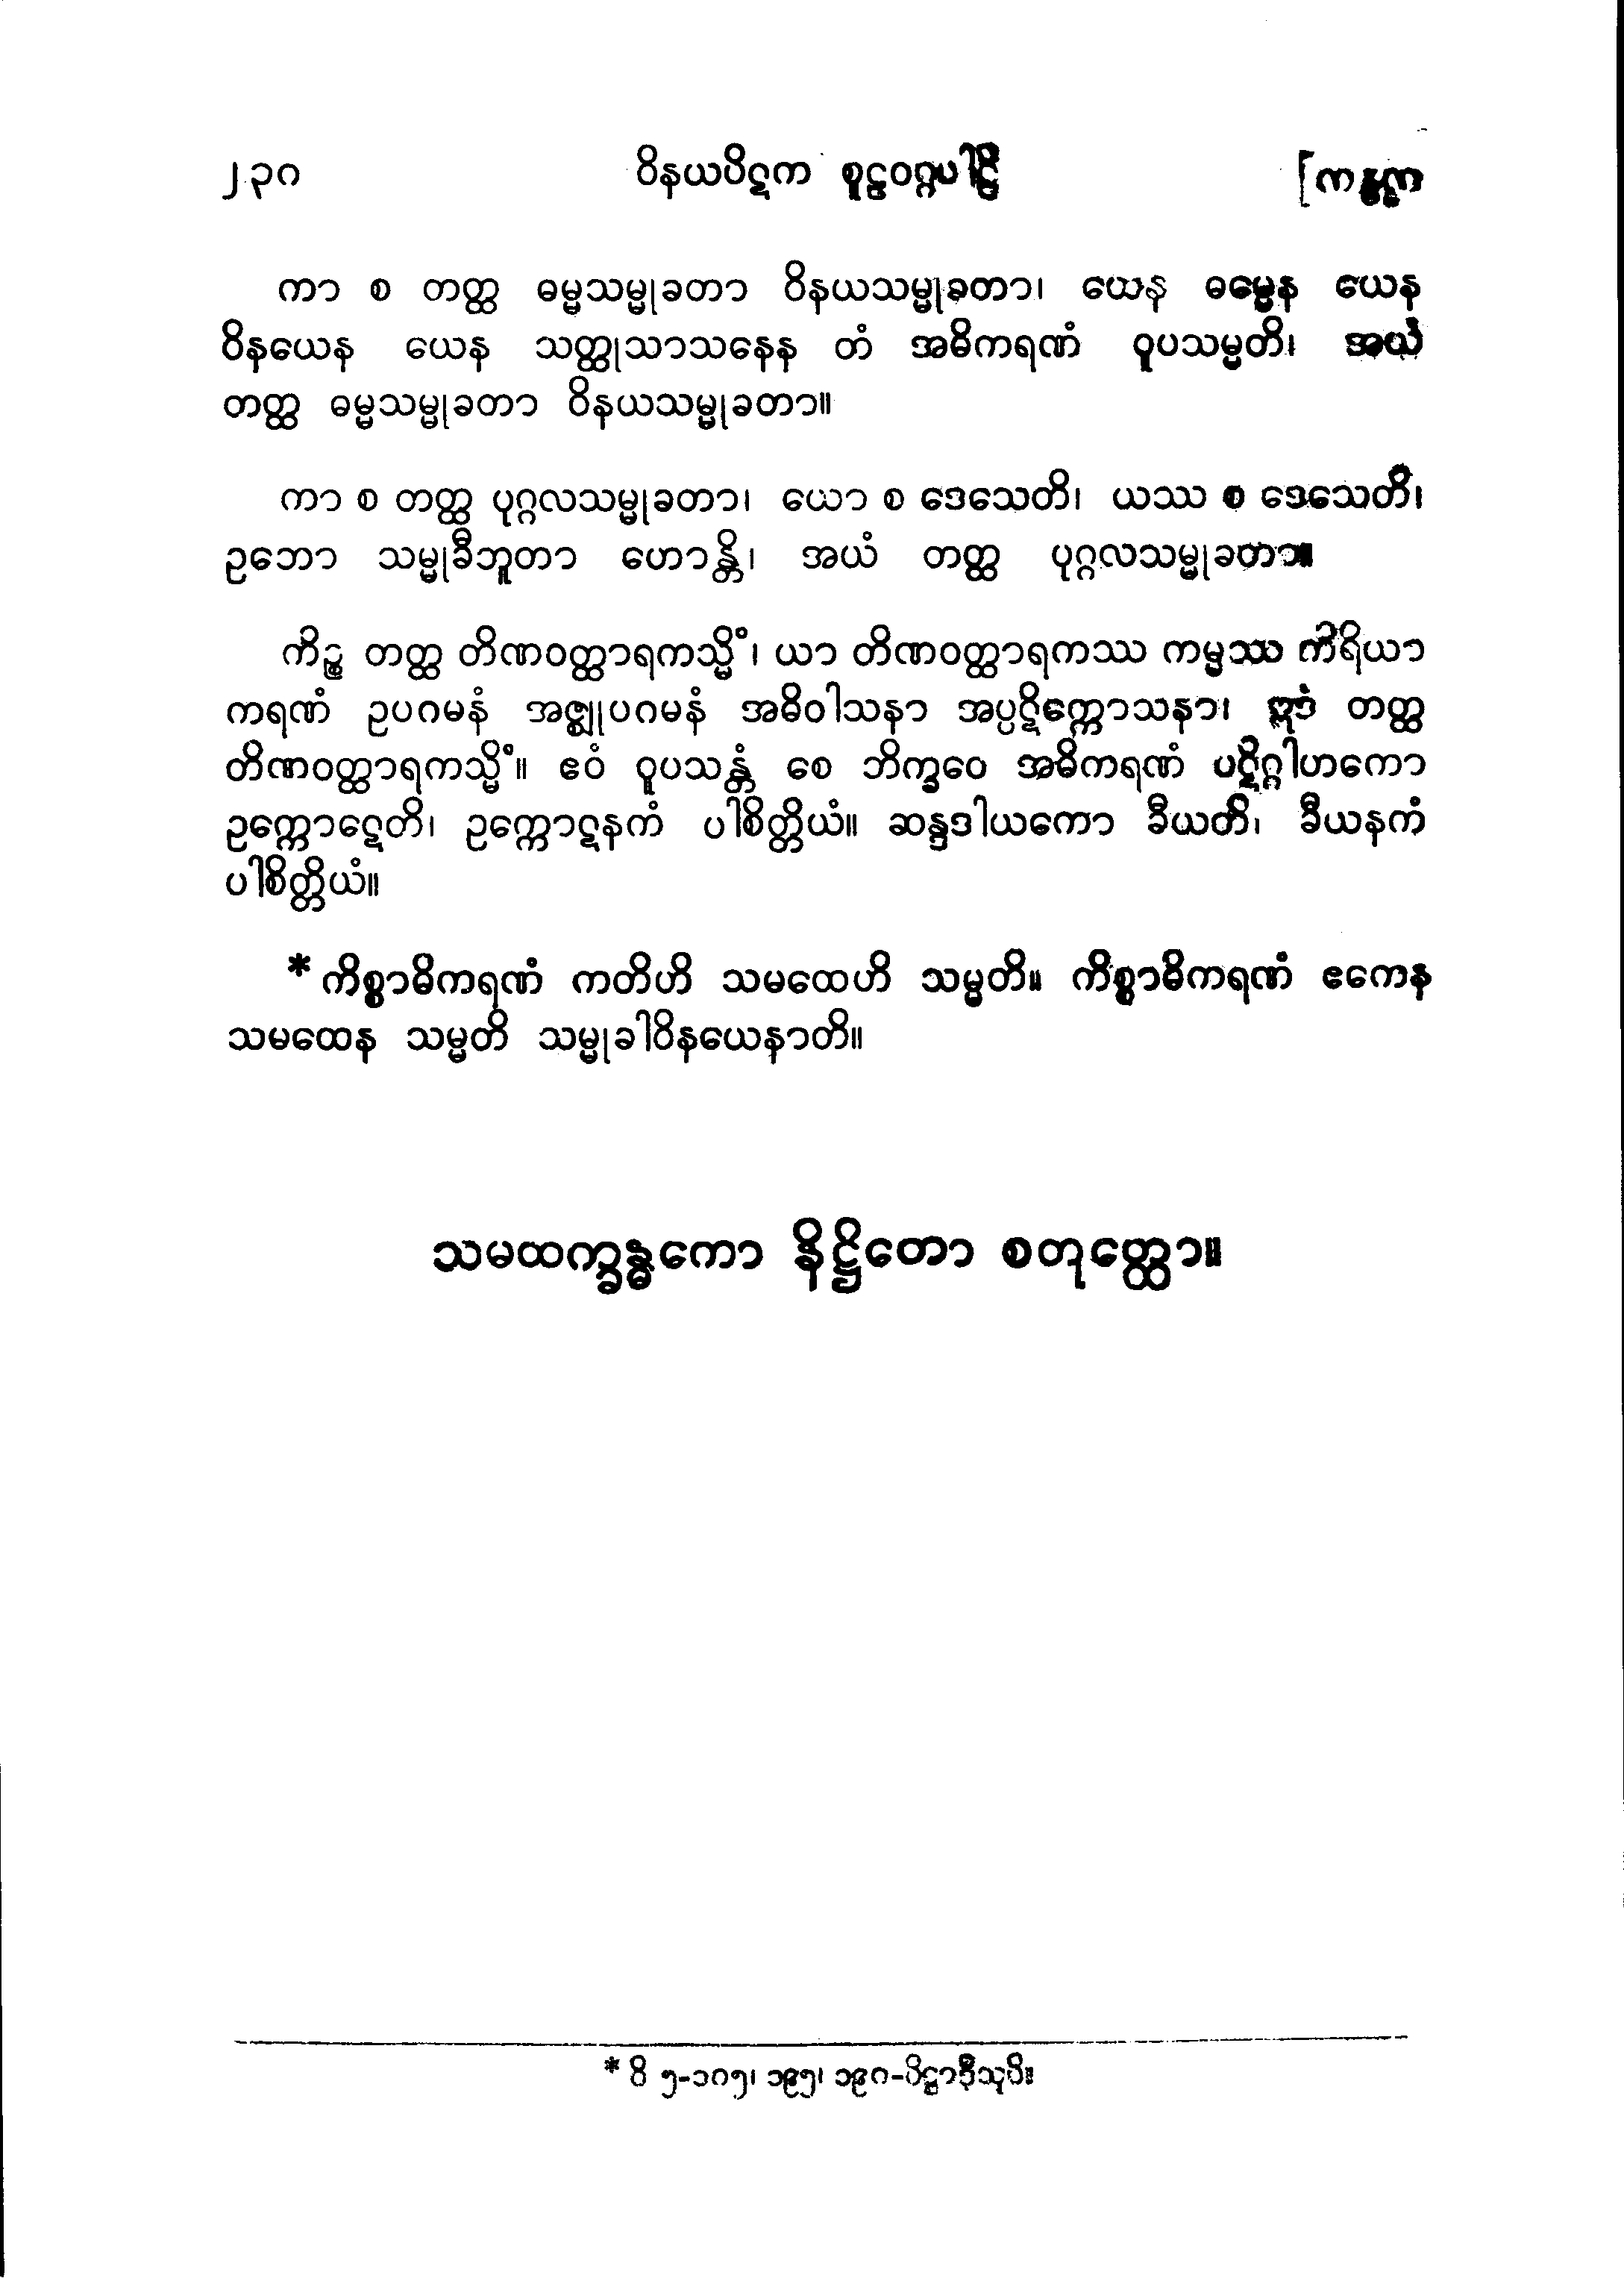 ၂၃၈ ဝိနယပိဋက စူဠဝဂ္ဂပါဠိ
ကာ စ တတ္ထ ဓမ္မသမ္မုခတာ ဝိနယသမ္မုခတာ၊ ယေန ဓမ္မေန ယေန
ဝိနယေန ယေန သတ္ထုသာသနေန တံ အဓိကရဏံ ဝူပသမ္မတိ၊ အယံ
တတ္ထ ဓမ္မသမ္မုခတာ ဝိနယသမ္မုခတာ။
ကာ စ တတ္ထ ပုဂ္ဂလသမ္မုခတာ၊ ယော စ ဒေသေတိ၊ ယဿ စ ဒေသေတိ၊
ဥဘော သမ္မုခီဘူတာ ဟောန္တိ၊ အယံ တတ္ထ ပုဂ္ဂလသမ္မုခတာ။
ကိဉ္စ တတ္ထ တိဏဝတ္ထာရကသ္မိံ၊ ယာ တိဏဝတ္ထာရကဿ ကမ္မဿ ကိရိယာ
ကရဏံ ဥပဂမနံ အဇ္ဈုပဂမနံ အဓိဝါသနာ အပ္ပဋိက္ကောသနာ၊ ဣဒံ တတ္ထ
တိဏဝတ္ထာရကသ္မိံ။ ဧဝံ ဝူပသန္တံ စေ ဘိက္ခဝေ အဓိကရဏံ ပဋိဂ္ဂါဟကော
ဥက္ကောဋေတိ၊ ဥက္ကောဋနကံ ပါစိတ္တိယံ။ ဆန္ဒဒါယကော ခီယတိ၊ ခီယနကံ
ပါစိတ္တိယံ။
* ကိစ္စာဓိကရဏံ ကတိဟိ သမထေဟိ သမ္မတိ။ ကိစ္စာဓိကရဏံ ဧကေန
သမထေန သမ္မတိ သမ္မုခါဝိနယေနာတိ။
သမထက္ခန္ဓကော နိဋ္ဌိတော စတုတ္ထော။
* ဝိ ၅-၁၈၅၊ ၁၉၅၊ ၁၉၈-ပိဋ္ဌာဒီသုပိ။